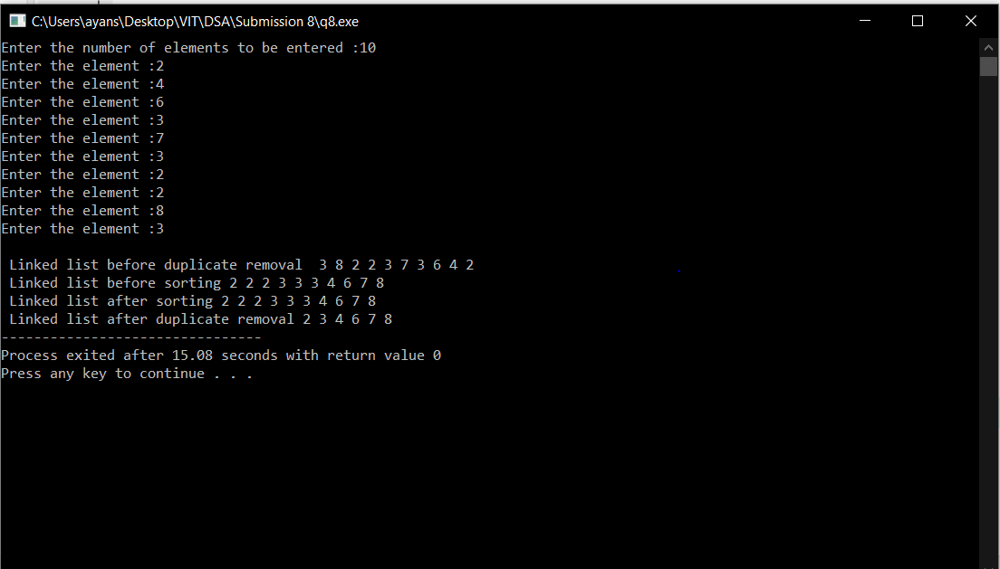 C:\Users\ayans\Desktop\VIT\DSA\Submission 8\q8.exe
Enter the number of elements to be entered :10
Enter the element :2
Enter the element :4
Enter the element :6
Enter the element :3
Enter the element :7
Enter the element :3
Enter the element :2
Enter the element :2
Enter the element :8
Enter the element :3
Linked list before duplicate removal  3 8 2 2 3 7 3 6 4 2
Linked list before sorting 2 2 2 3 3 3 4 6 7 8
Linked list after sorting 2 2 2 3 3 3 4 6 7 8
Linked list after duplicate removal 2 3 4 6 7 8
--------------------------------
Process exited after 15.08 seconds with return value 0
Press any key to continue . . .